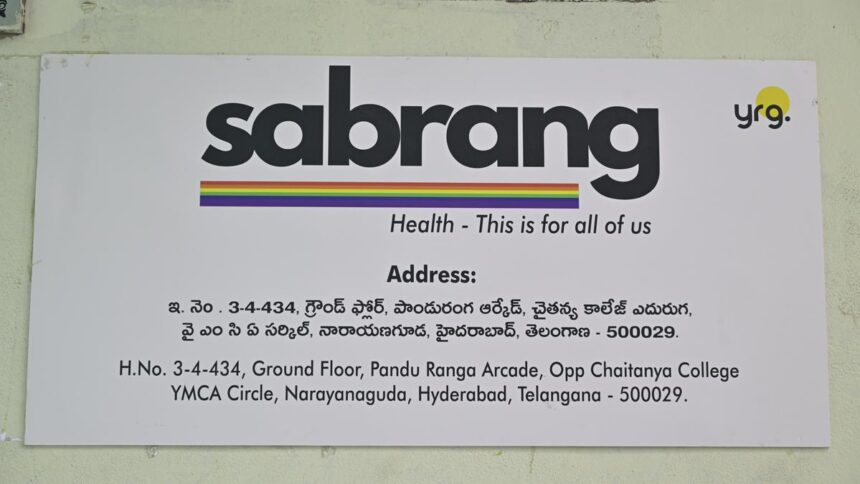 sabrang
yrg.
Health - This is for all of us
Address:
ఇ. నెం . 3-4-434, గ్రౌండ్ ఫ్లోర్, పాండురంగ ఆర్కేడ్, చైతన్య కాలేజ్ ఎదురుగ,
వై ఎం సి ఏ సర్కిల్, నారాయణగూడ, హైదరాబాద్, తెలంగాణ - 500029.
H.No. 3-4-434, Ground Floor, Pandu Ranga Arcade, Opp Chaitanya College
YMCA Circle, Narayanaguda, Hyderabad, Telangana - 500029.